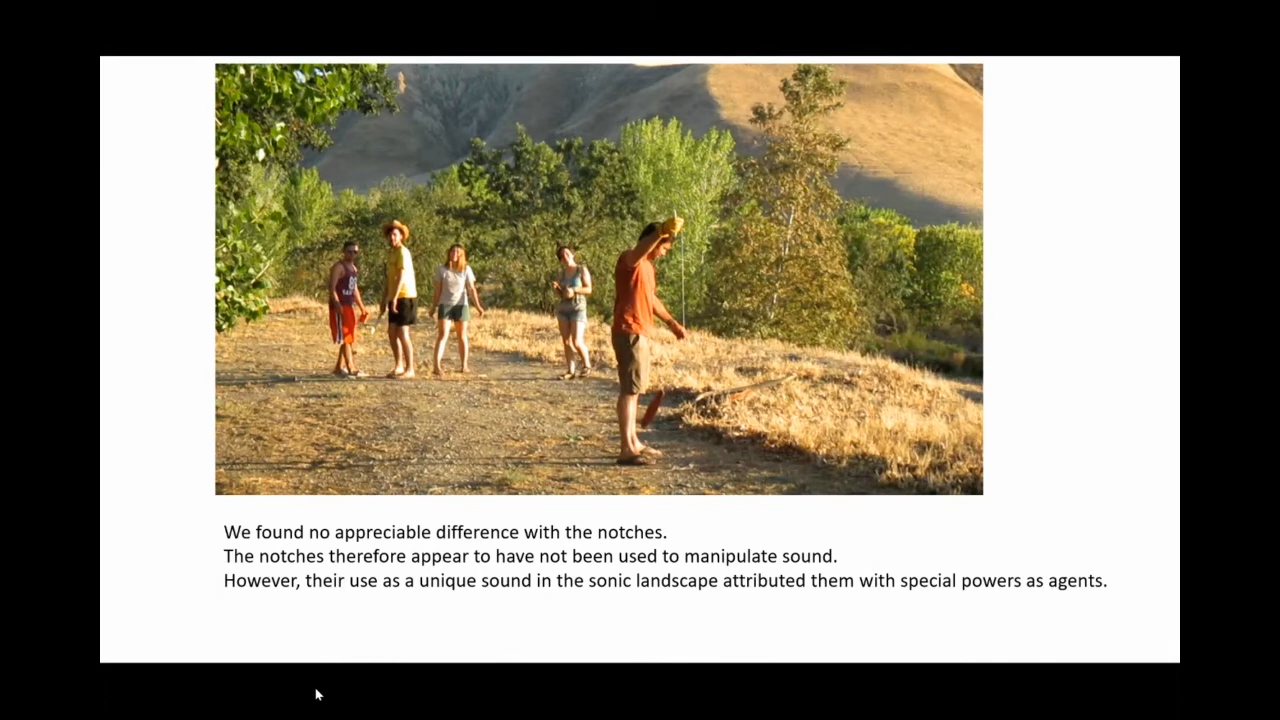 We found no appreciable difference with the notches.
The notches therefore appear to have not been used to manipulate sound.
However, their use as a unique sound in the sonic landscape attributed them with special powers as agents.